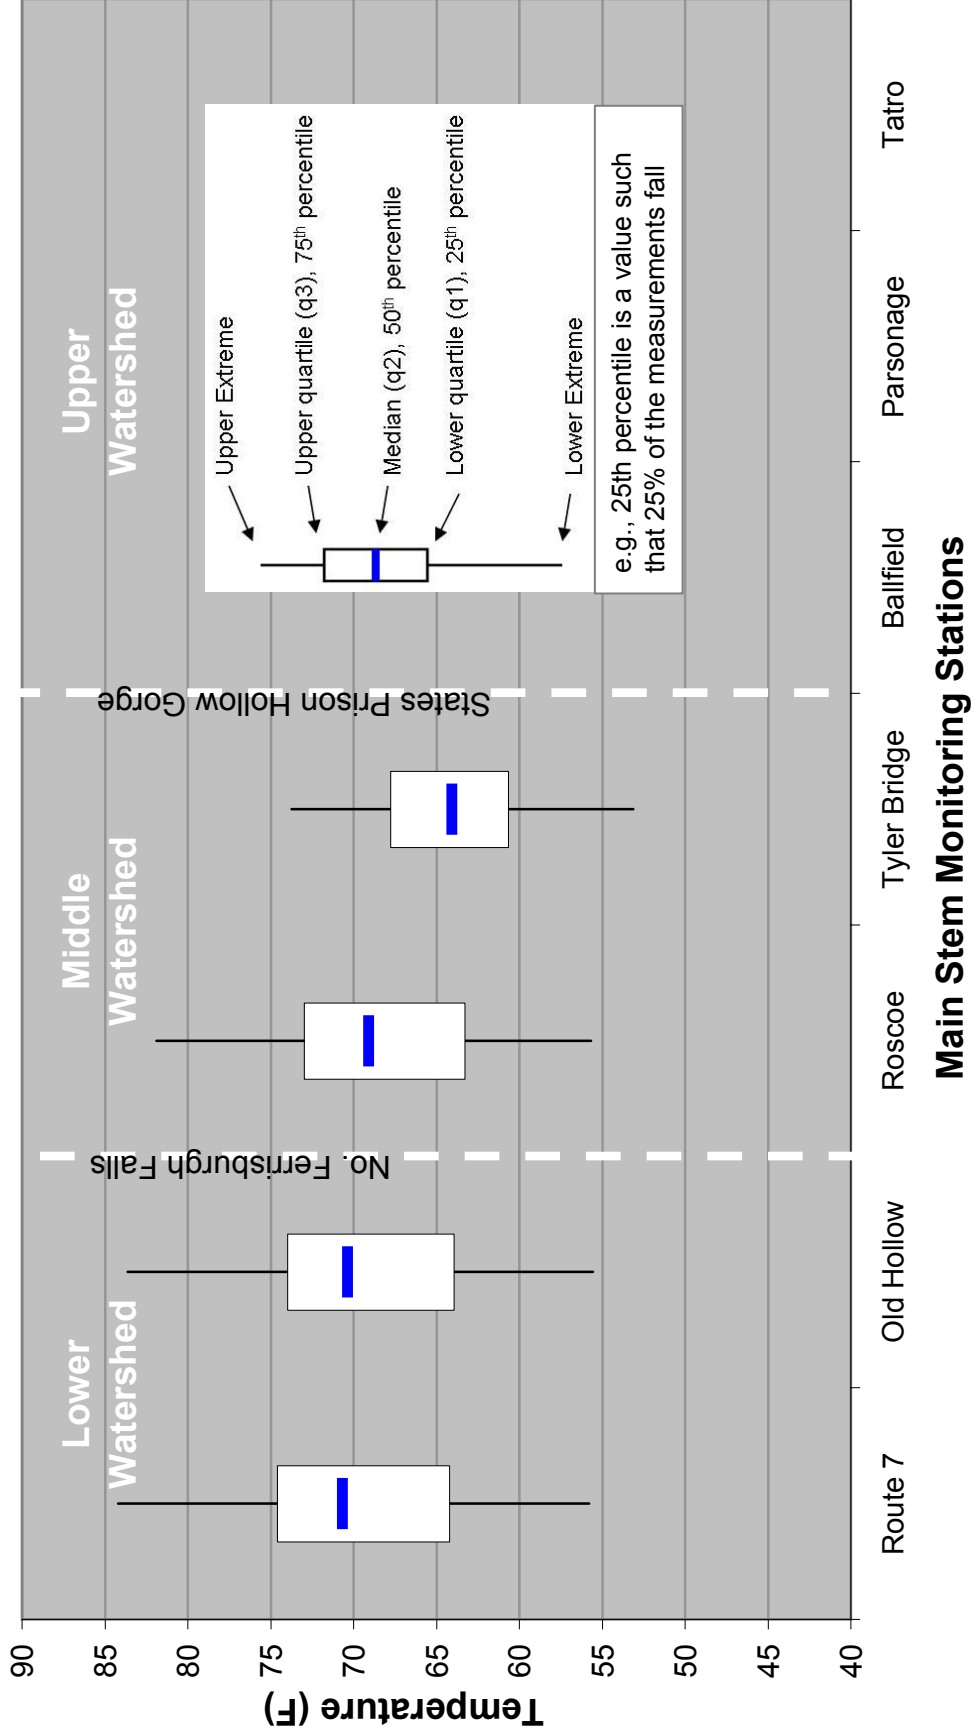 Temperature (F)
90
85
80
75
70
65
60
55
50
45
40
Lower
Watershed
Middle
Watershed
Upper
Watershed
No. Ferrisburgh Falls
States Prison Hollow Gorge
Upper Extreme
Upper quartile (q3), 75th percentile
Median (q2), 50th percentile
Lower quartile (q1), 25th percentile
Lower Extreme
e.g., 25th percentile is a value such
that 25% of the measurements fall
Route 7
Old Hollow
Roscoe
Tyler Bridge
Ballfield
Parsonage
Tatro
Main Stem Monitoring Stations